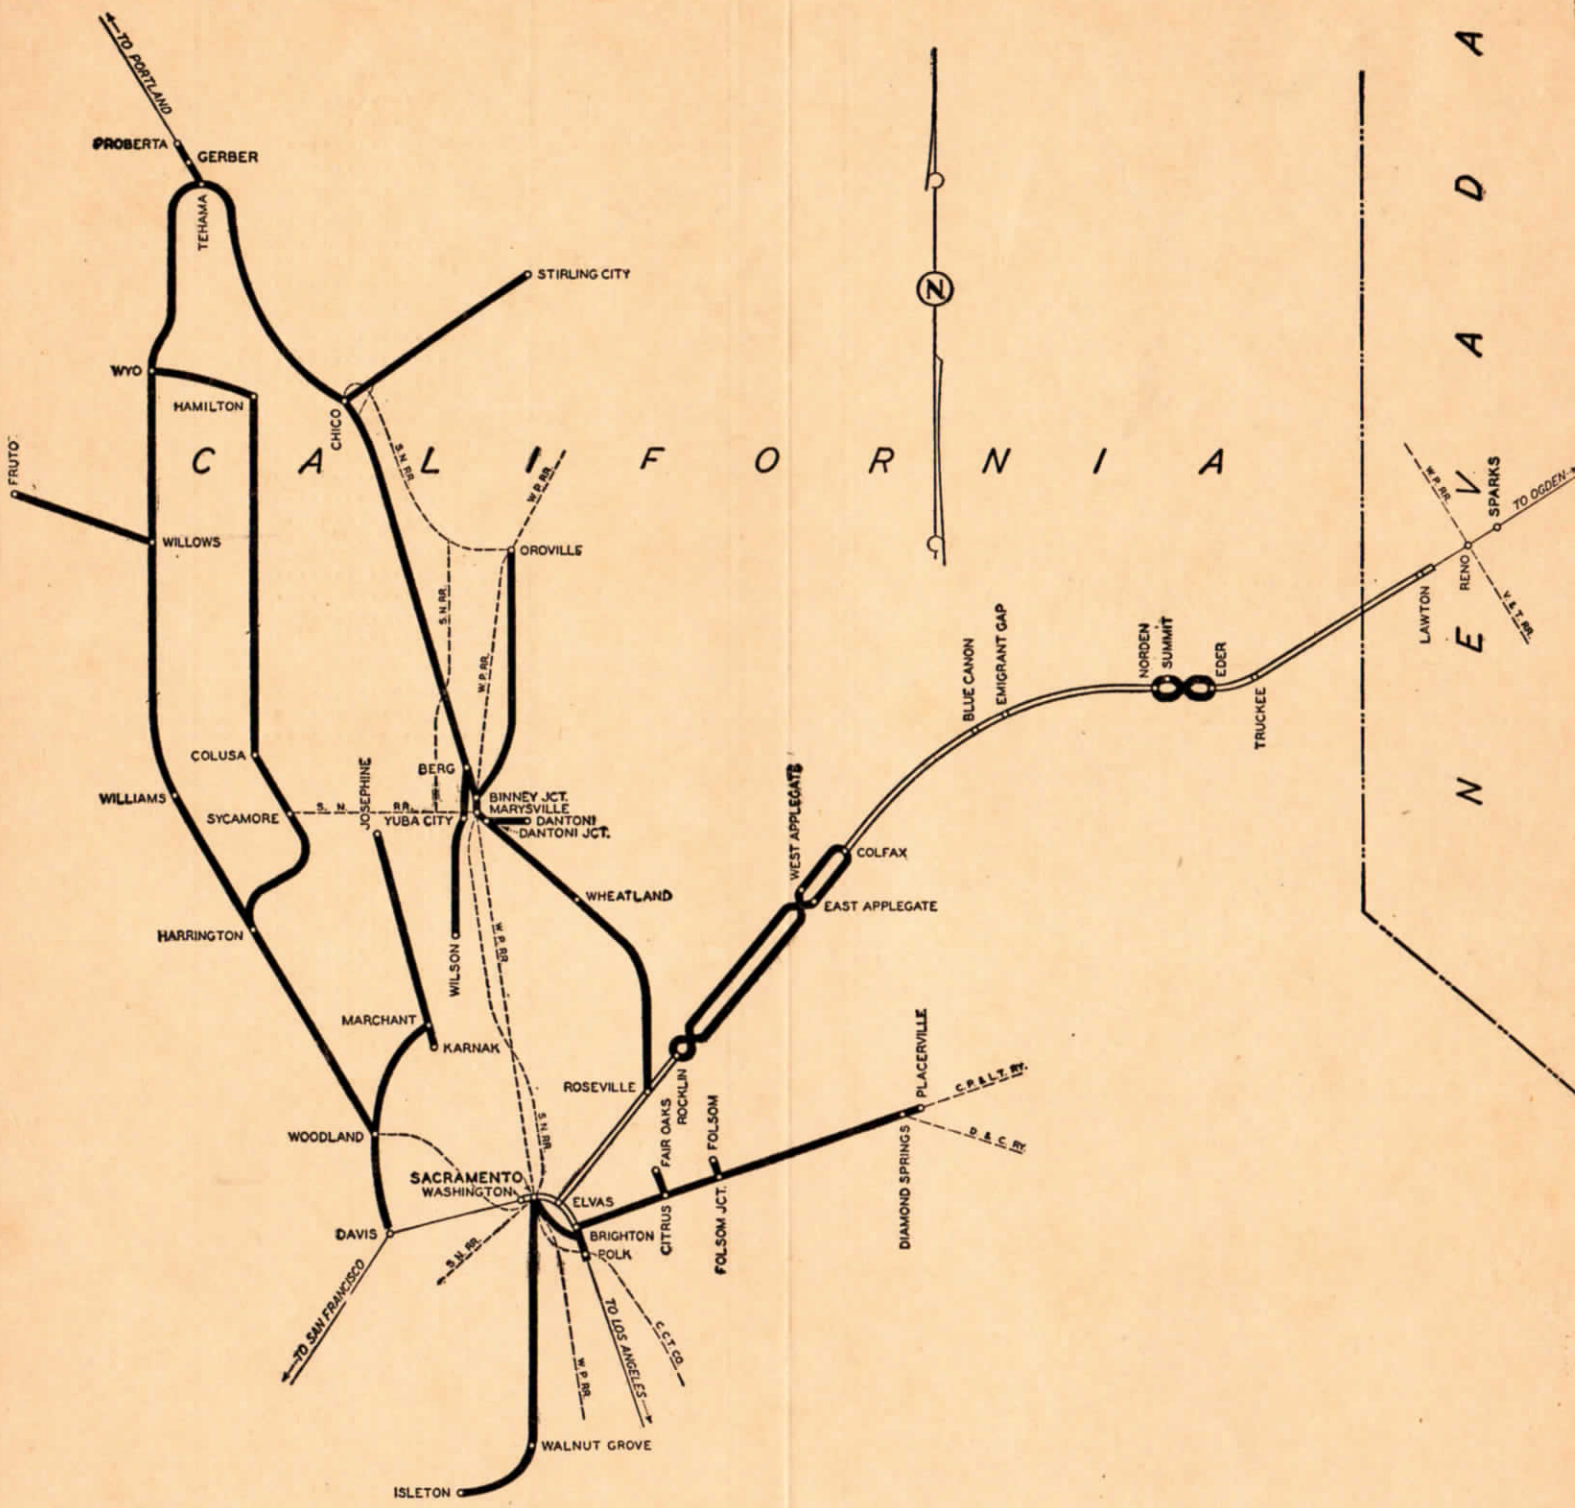 TO PORTLAND
PROBERTA
GERBER
TEHAMA
STIRLING CITY
WYO
HAMILTON
CHICO
FRUTO
WILLOWS
S. N. RR.
W. P. RR.
OROVILLE
CALIFORNIA
NEVADA
N
S. N. RR.
W. P. RR.
COLUSA
BERG
WILLIAMS
SYCAMORE
S. N. RR.
JOSEPHINE
YUBA CITY
BINNEY JCT.
MARYSVILLE
DANTONI
DANTONI JCT.
WHEATLAND
HARRINGTON
WILSON
W. P. RR.
MARCHANT
KARNAK
WOODLAND
ROSEVILLE
ROCKLIN
WEST APPLEGATE
COLFAX
EAST APPLEGATE
BLUE CANON
EMIGRANT GAP
NORDEN
SUMMIT
EDER
TRUCKEE
LAWTON
RENO
SPARKS
TO OGDEN
W. P. RR.
V. & T. RR.
S. N. RR.
SACRAMENTO
WASHINGTON
ELVAS
BRIGHTON
POLK
FAIR OAKS
CITRUS
FOLSOM
FOLSOM JCT.
DIAMOND SPRINGS
PLACERVILLE
C. P. & L. T. RY.
D. & C. RY.
DAVIS
TO SAN FRANCISCO
S. N. RR.
W. P. RR.
TO LOS ANGELES
C. C. T. CO.
WALNUT GROVE
ISLETON